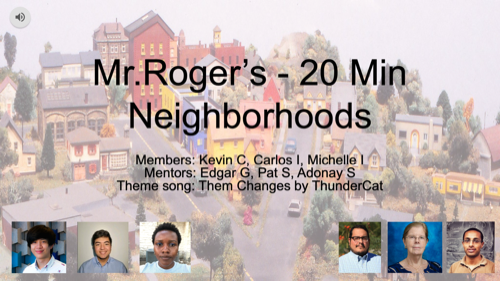 Mr.Roger's - 20 Min
Neighborhoods
Members: Kevin C, Carlos I, Michelle I
Mentors: Edgar G, Pat S, Adonay S
Theme song: Them Changes by ThunderCat